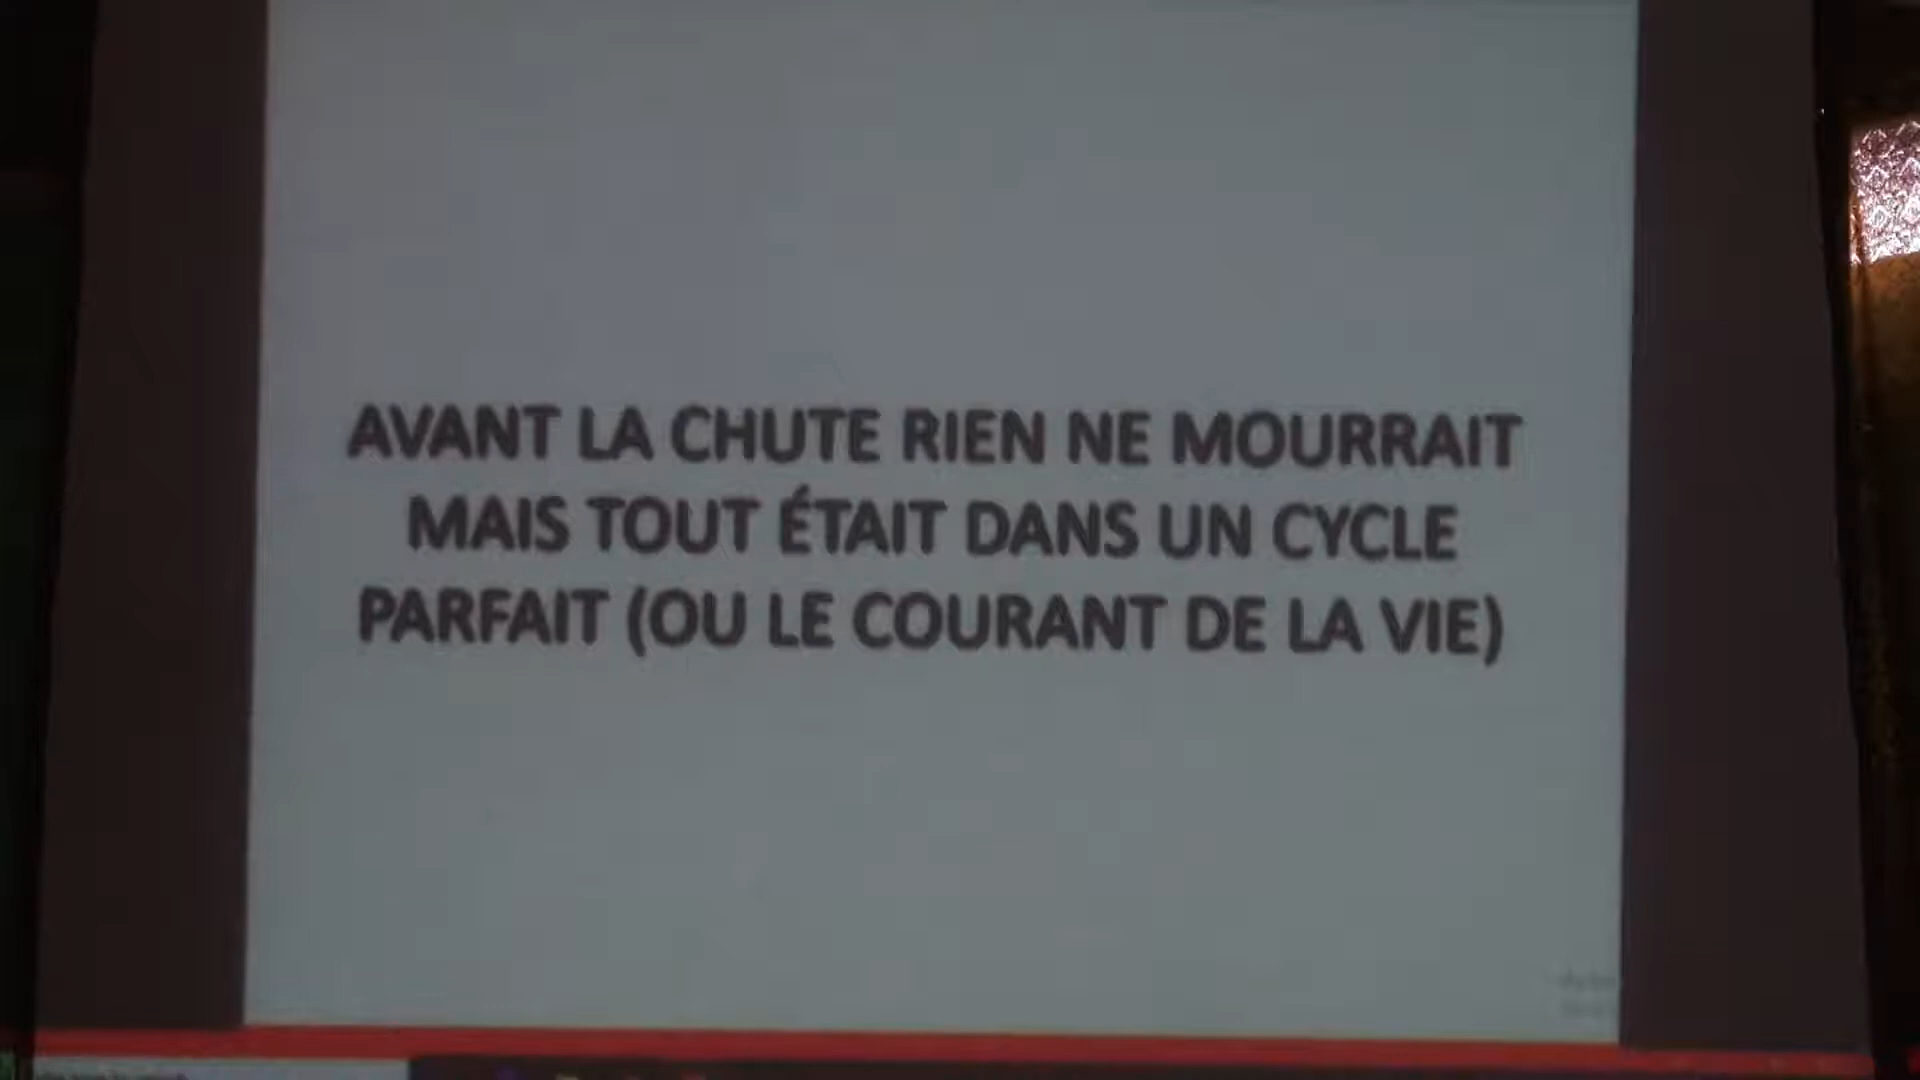 AVANT LA CHUTE RIEN NE MOURRAIT
MAIS TOUT ÉTAIT DANS UN CYCLE
PARFAIT (OU LE COURANT DE LA VIE)